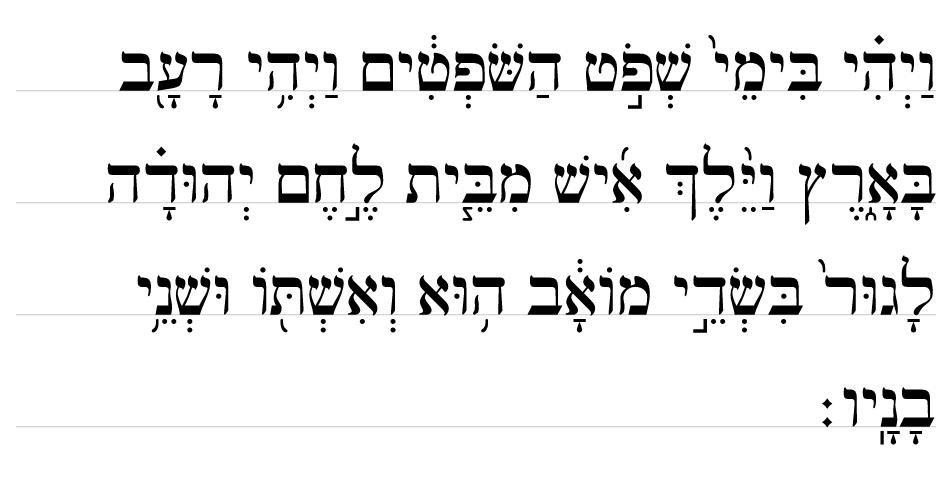 וַיְהִ֗י בִּימֵי֙ שְׁפֹ֣ט הַשֹּׁפְטִ֔ים וַיְהִ֥י רָעָ֖ב
בָּאָ֑רֶץ וַיֵּ֨לֶךְ אִ֜ישׁ מִבֵּ֧ית לֶ֣חֶם יְהוּדָ֗ה
לָגוּר֙ בִּשְׂדֵ֣י מוֹאָ֔ב ה֥וּא וְאִשְׁתּ֖וֹ וּשְׁנֵ֥י
בָנָֽיו׃